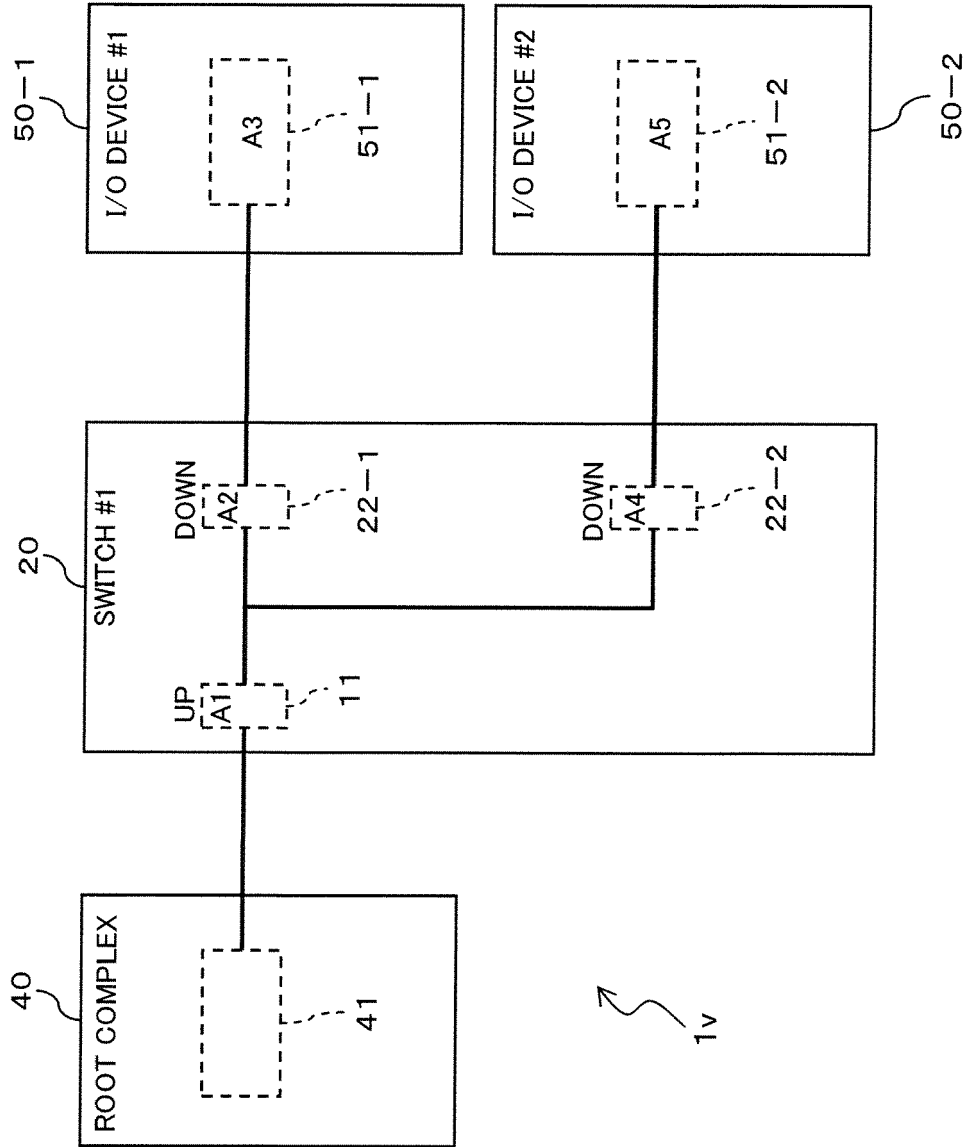 40
ROOT COMPLEX
41
20
SWITCH #1
UP
A1
11
DOWN
A2
22-1
DOWN
A4
22-2
50-1
I/O DEVICE #1
A3
51-1
I/O DEVICE #2
A5
51-2
50-2
1v